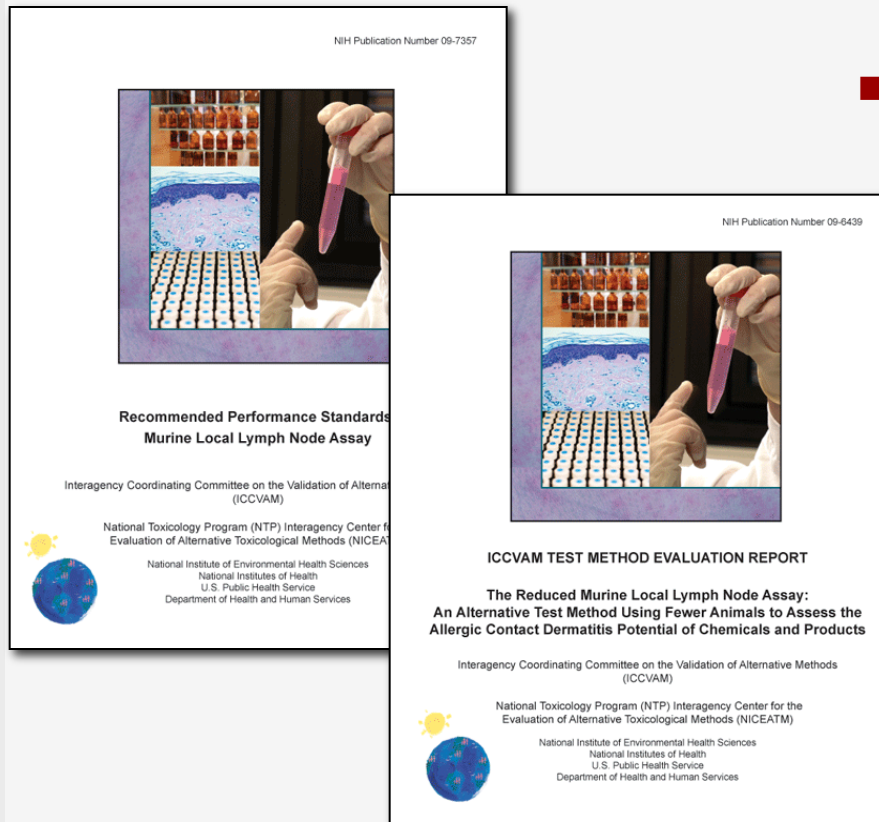 NIH Publication Number 09-7357
Recommended Performance Standards
Murine Local Lymph Node Assay
Interagency Coordinating Committee on the Validation of
(ICCVAM)
National Toxicology Program (NTP) Interagency Center
Evaluation of Alternative Toxicological Methods
National Institute of Environmental Health Sciences
National Institutes of Health
U.S. Public Health Service
Department of Health and Human Services
NIH Publication Number 09-6439
ICCVAM TEST METHOD EVALUATION REPORT
The Reduced Murine Local Lymph Node Assay:
An Alternative Test Method Using Fewer Animals to Assess the
Allergic Contact Dermatitis Potential of Chemicals and Products
Interagency Coordinating Committee on the Validation of Alternative Methods
(ICCVAM)
National Toxicology Program (NTP) Interagency Center for the
Evaluation of Alternative Toxicological Methods (NICEATM)
National Institute of Environmental Health Sciences
National Institutes of Health
U.S. Public Health Service
Department of Health and Human Services